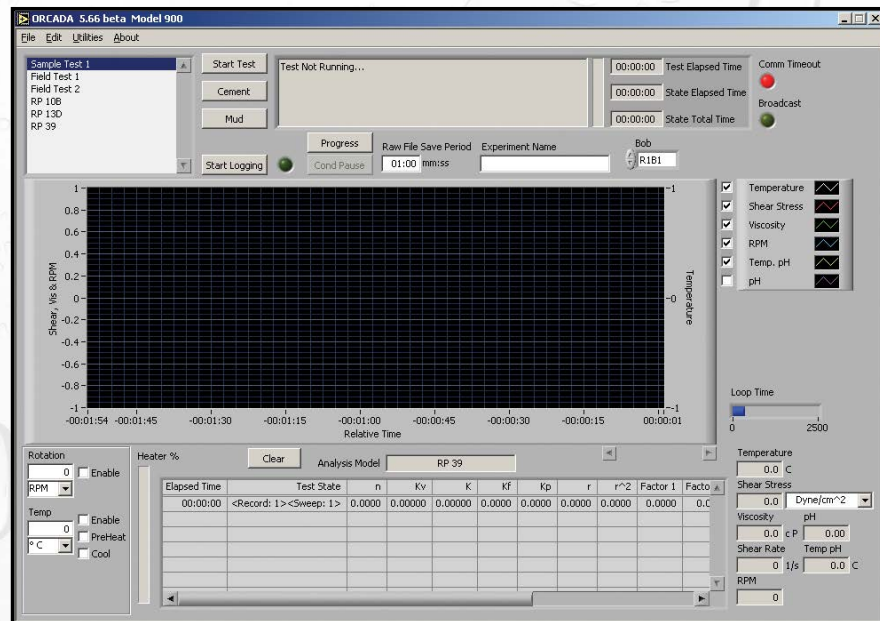 ORCADA 5.66 beta Model 900
File Edit Utilities About
Sample Test 1
Field Test 1
Field Test 2
RP 10B
RP 13D
RP 39
Start Test
Cement
Mud
Start Logging
Test Not Running...
00:00:00 Test Elapsed Time
00:00:00 State Elapsed Time
00:00:00 State Total Time
Comm Timeout
Broadcast
Progress
Cond Pause
Raw File Save Period
01:00 mm:ss
Experiment Name
Bob
R1B1
Shear, Vis & RPM
1
0.8
0.6
0.4
0.2
0
-0.2
-0.4
-0.6
-0.8
-1
1
0
-1
Temperature
-00:01:54 -00:01:45 -00:01:30 -00:01:15 -00:01:00 -00:00:45 -00:00:30 -00:00:15 00:00:01
Relative Time
Temperature
Shear Stress
Viscosity
RPM
Temp. pH
pH
Loop Time
0 2500
Rotation
0 Enable
RPM
Temp
0 Enable
PreHeat
° C
Cool
Heater %
Clear
Analysis Model RP 39
Elapsed Time Test State n Kv K Kf Kp r r^2 Factor 1 Facto
00:00:00 <Record: 1><Sweep: 1> 0.0000 0.00000 0.00000 0.0000 0.0000 0.0000 0.0000 0.0000 0.0
Temperature
0.0 C
Shear Stress
0.0 Dyne/cm^2
Viscosity pH
0.0 c P 0.00
Shear Rate Temp pH
0 1/s 0.0 C
RPM
0